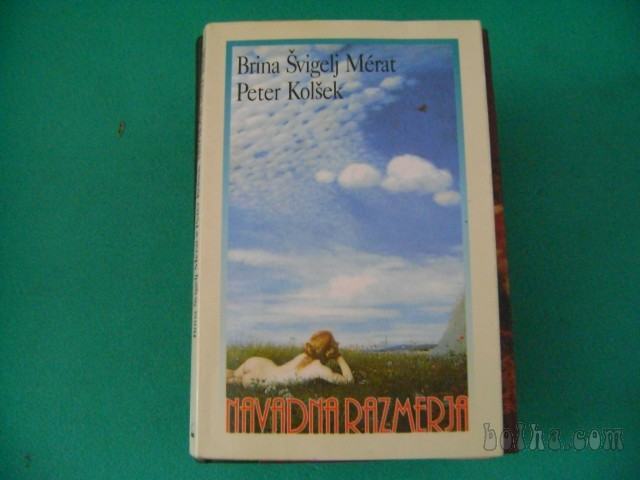 Brina Švigelj Mérat
Peter Kolšek
NAVADNA RAZMERJA
bolha.com